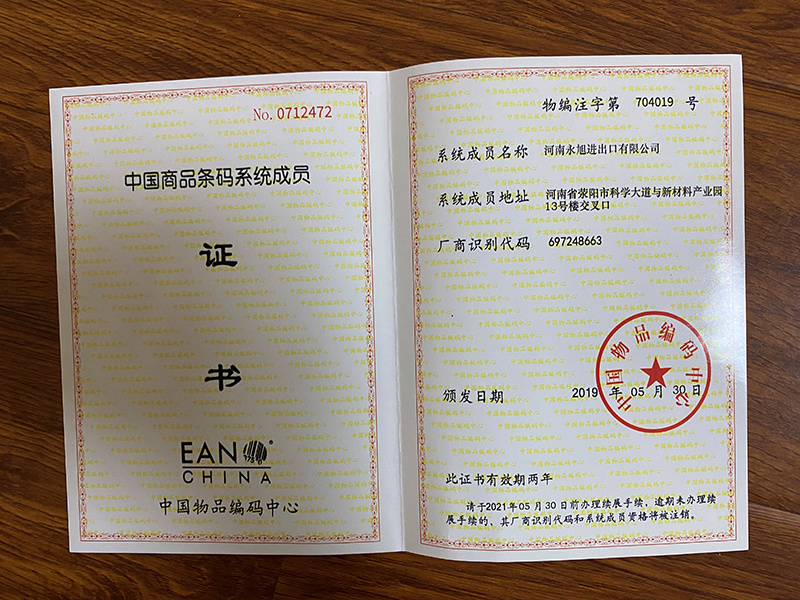 No. 0712472
中国商品条码系统成员
证
书
EAN
CHINA
中国物品编码中心
物编注字第 704019 号
系统成员名称 河南永旭进出口有限公司
系统成员地址 河南省荥阳市科学大道与新材料产业园
13号楼交叉口
厂商识别代码 697248663
中国物品编码中心
颁发日期 2019 年 05 月 30 日
此证书有效期两年
请于2021年05月30日前办理续展手续，逾期未办理续
展手续的，其厂商识别代码和系统成员资格将被注销。